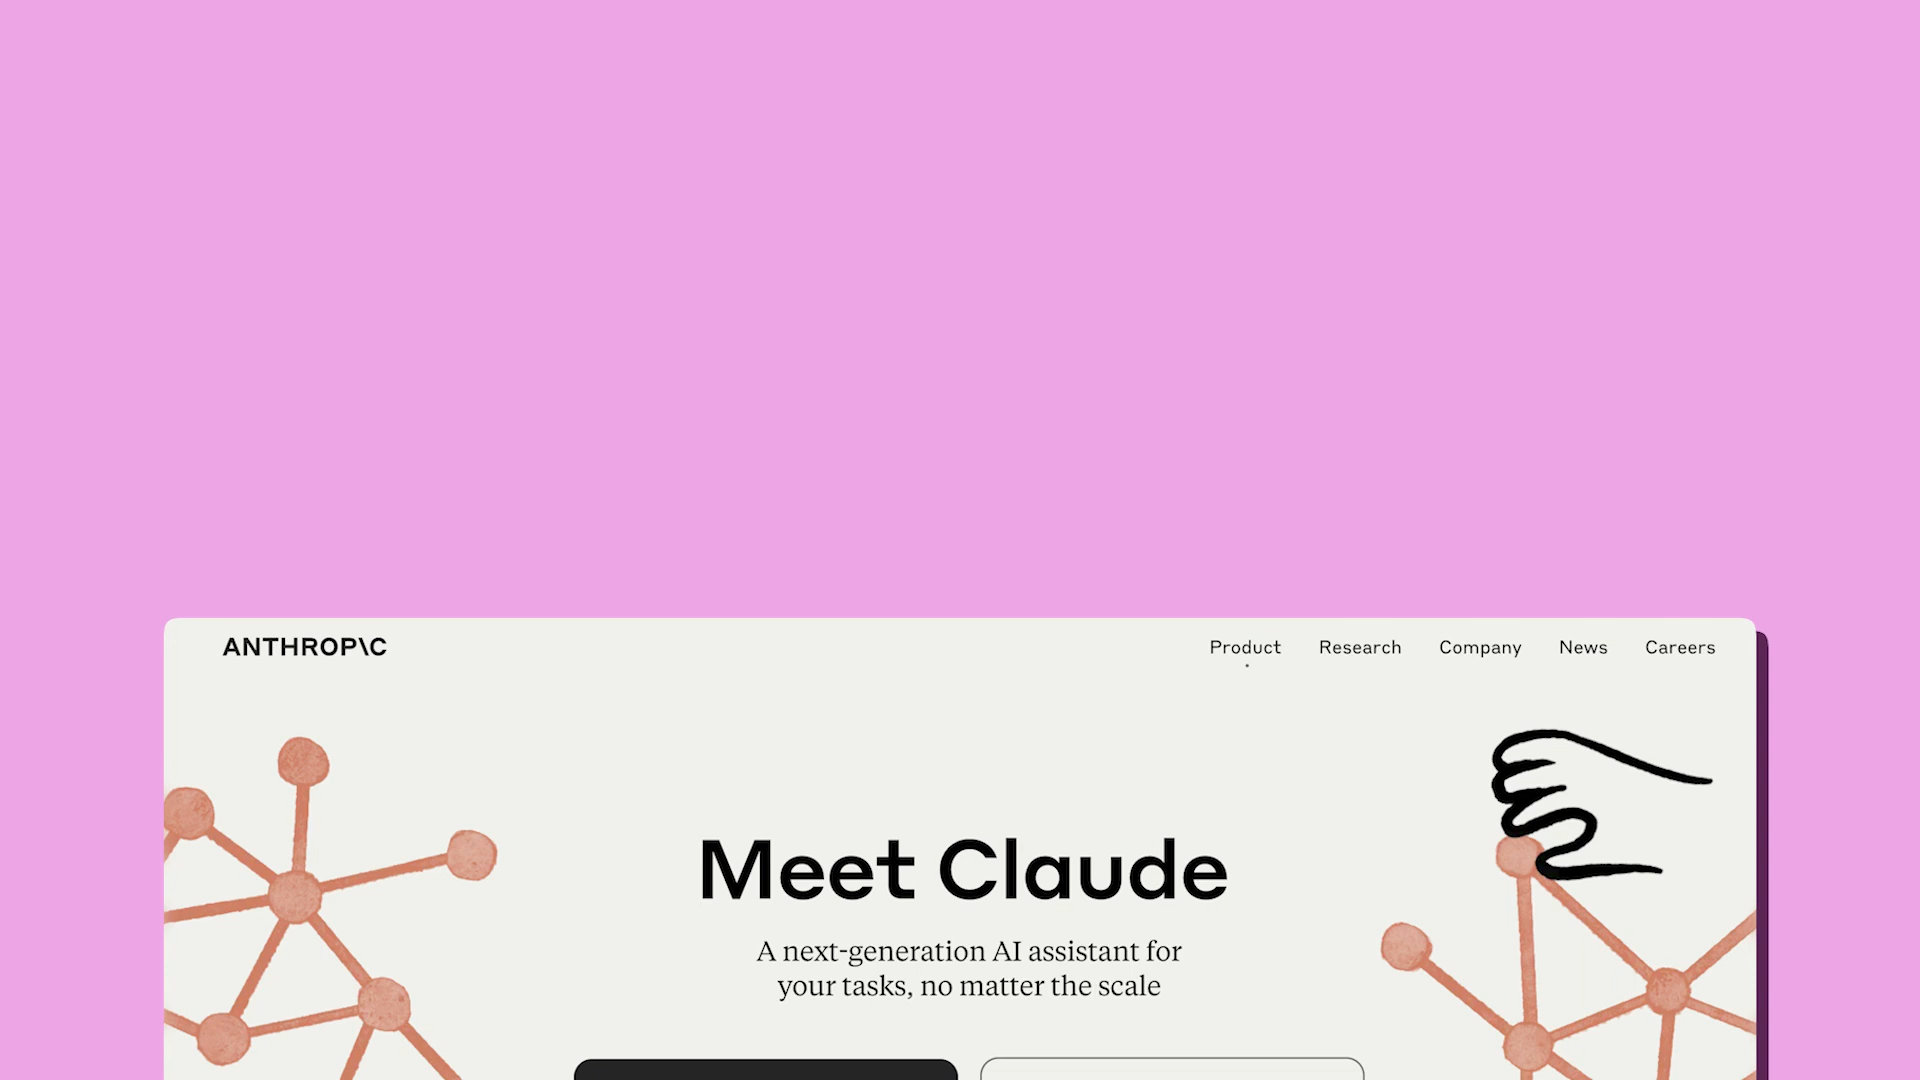 ANTHROP\C
Product Research Company News Careers
Meet Claude
A next-generation AI assistant for
your tasks, no matter the scale